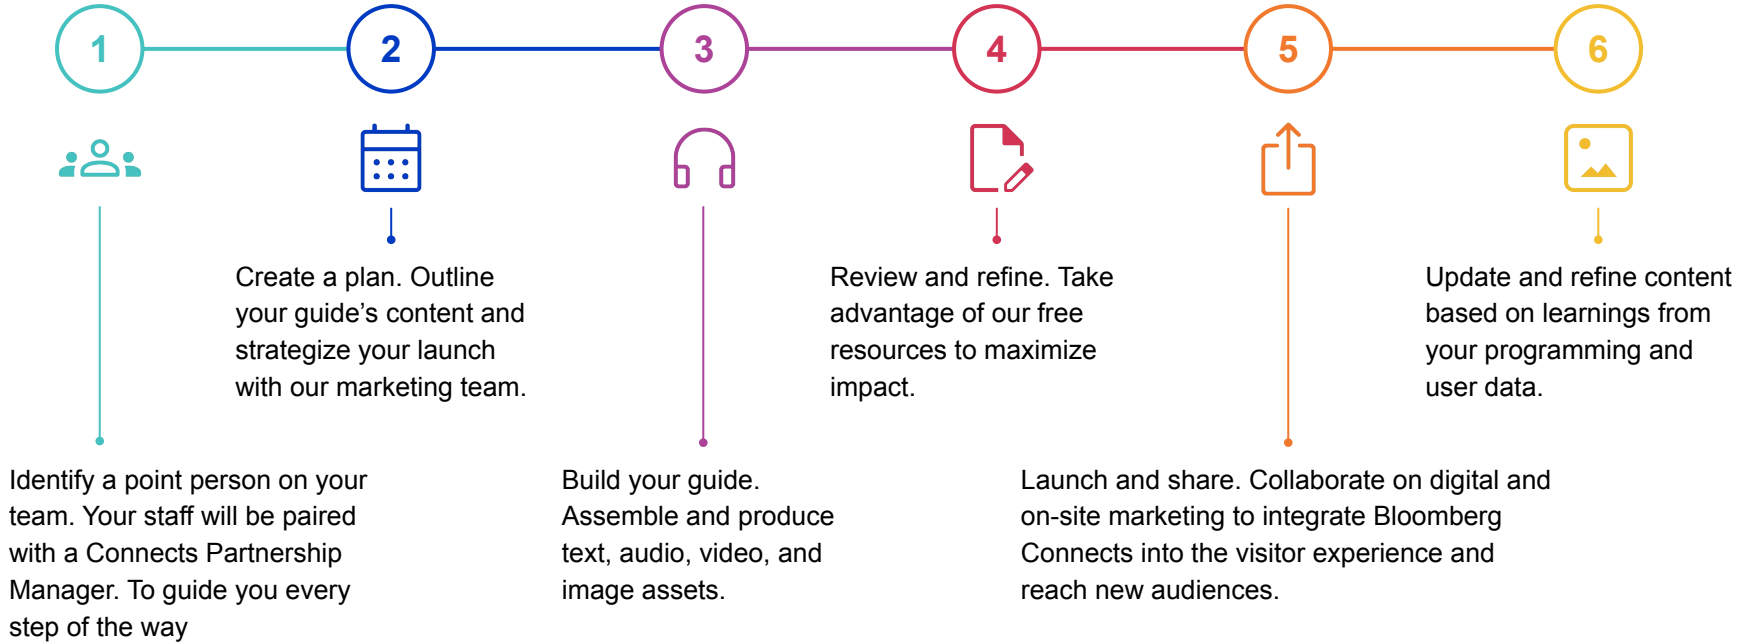 1
2
3
4
5
6
Create a plan. Outline
your guide’s content and
strategize your launch
with our marketing team.
Review and refine. Take
advantage of our free
resources to maximize
impact.
Update and refine content
based on learnings from
your programming and
user data.
Identify a point person on your
team. Your staff will be paired
with a Connects Partnership
Manager. To guide you every
step of the way
Build your guide.
Assemble and produce
text, audio, video, and
image assets.
Launch and share. Collaborate on digital and
on-site marketing to integrate Bloomberg
Connects into the visitor experience and
reach new audiences.